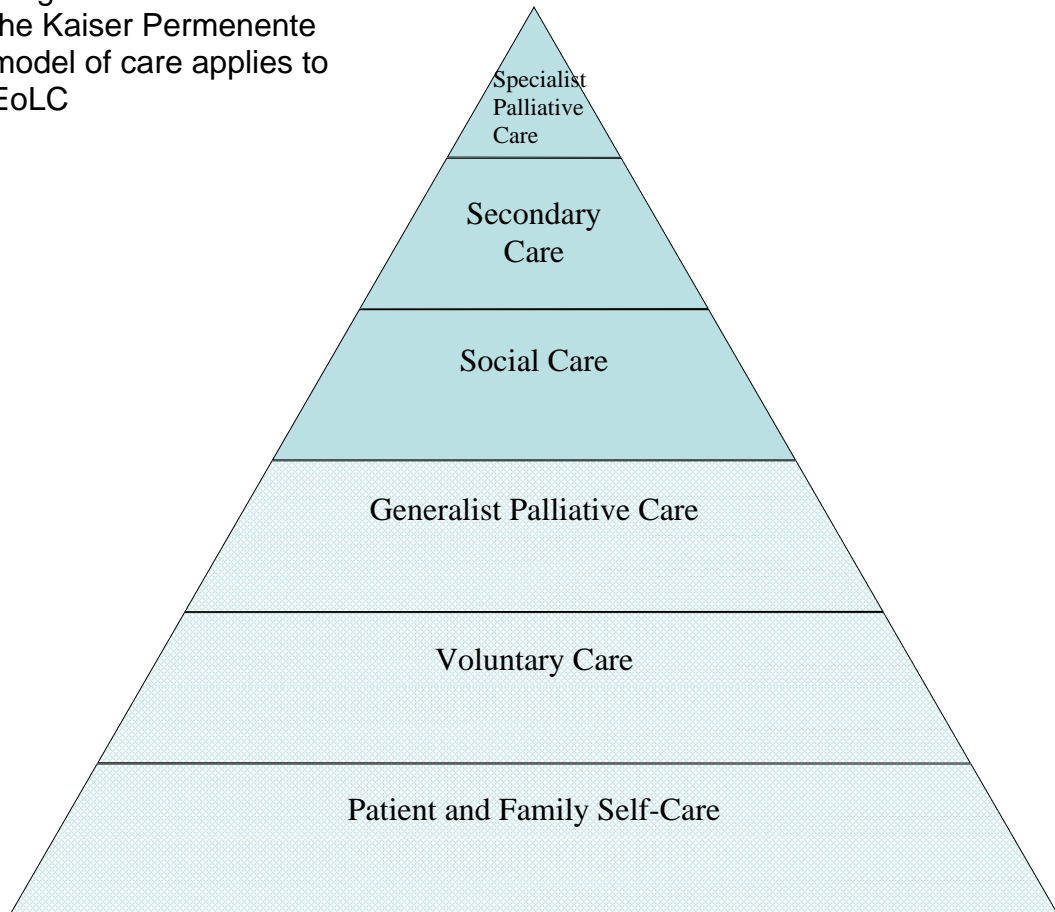 he Kaiser Permenente
model of care applies to
EoLC
Specialist
Palliative
Care
Secondary
Care
Social Care
Generalist Palliative Care
Voluntary Care
Patient and Family Self-Care